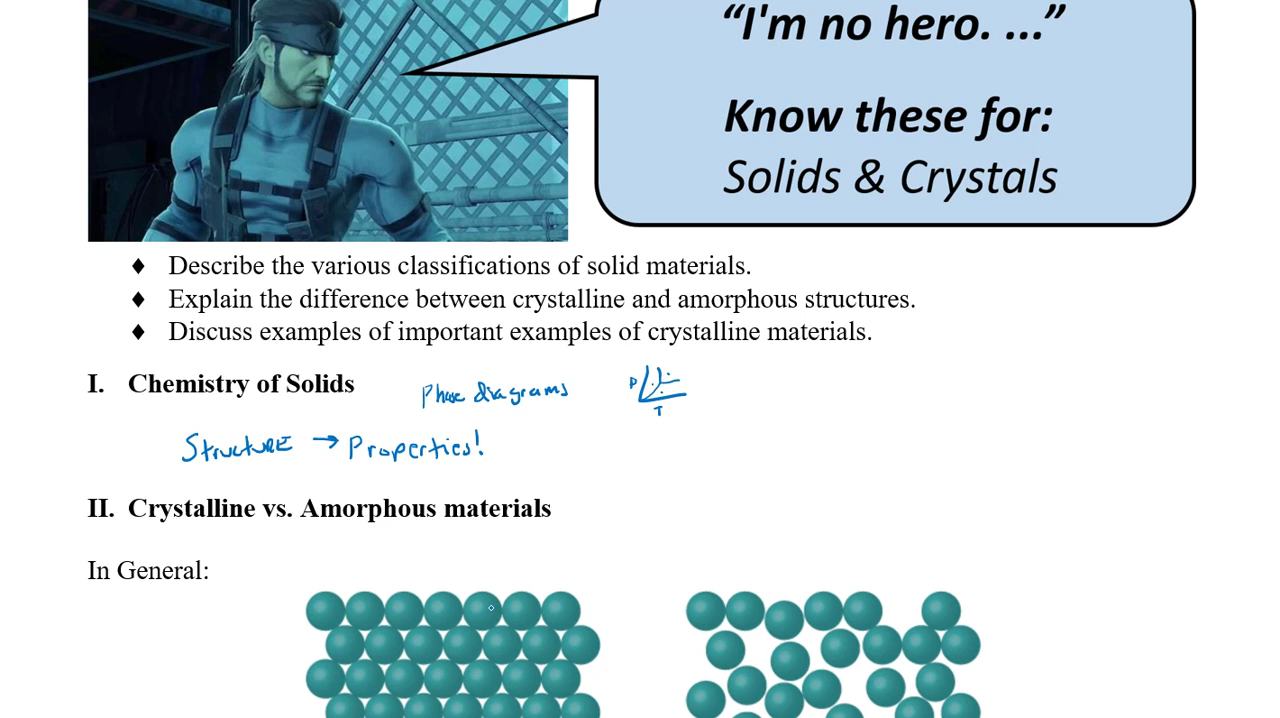 “I'm no hero. ...”
Know these for:
Solids & Crystals
♦ Describe the various classifications of solid materials.
♦ Explain the difference between crystalline and amorphous structures.
♦ Discuss examples of important examples of crystalline materials.
I. Chemistry of Solids
Phase diagrams
P
T
Structure → Properties!
II. Crystalline vs. Amorphous materials
In General: